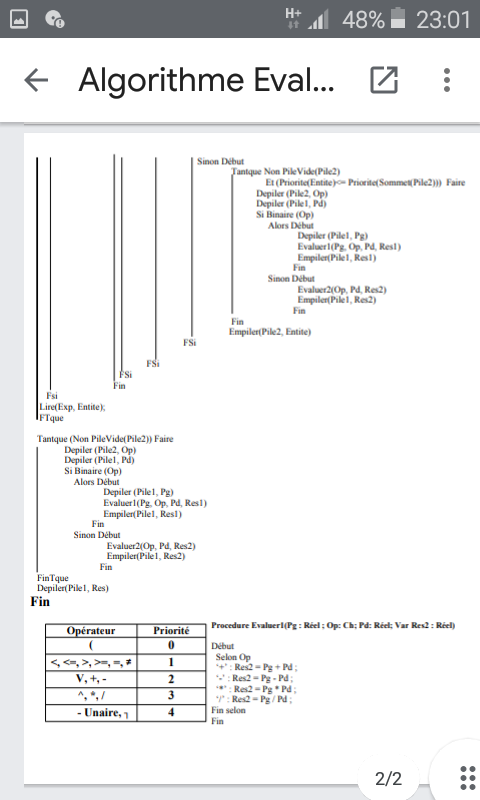 H+ 48% 23:01
Algorithme Eval...
Sinon Début
Tantque Non PileVide(Pile2)
Et (Priorite(Entite)<= Priorite(Sommet(Pile2))) Faire
Depiler (Pile2, Op)
Depiler (Pile1, Pd)
Si Binaire (Op)
Alors Début
Depiler (Pile1, Pg)
Evaluer1(Pg, Op, Pd, Res1)
Empiler(Pile1, Res1)
Fin
Sinon Début
Evaluer2(Op, Pd, Res2)
Empiler(Pile1, Res2)
Fin
Fin
Empiler(Pile2, Entite)
FSi
FSi
FSi
Fin
Fsi
Lire(Exp, Entite);
FTque
Tantque (Non PileVide(Pile2)) Faire
Depiler (Pile2, Op)
Depiler (Pile1, Pd)
Si Binaire (Op)
Alors Début
Depiler (Pile1, Pg)
Evaluer1(Pg, Op, Pd, Res1)
Empiler(Pile1, Res1)
Fin
Sinon Début
Evaluer2(Op, Pd, Res2)
Empiler(Pile1, Res2)
Fin
FinTque
Depiler(Pile1, Res)
Fin
Opérateur Priorité
( 0
<, <=, >, >=, =, ≠ 1
V, +, - 2
^, *, / 3
- Unaire, ┐ 4
Procedure Evaluer1(Pg : Réel ; Op: Ch; Pd: Réel; Var Res2 : Réel)
Début
Selon Op
'+' : Res2 = Pg + Pd ;
'-' : Res2 = Pg - Pd ;
'*' : Res2 = Pg * Pd ;
'/' : Res2 = Pg / Pd ;
Fin selon
Fin
2/2